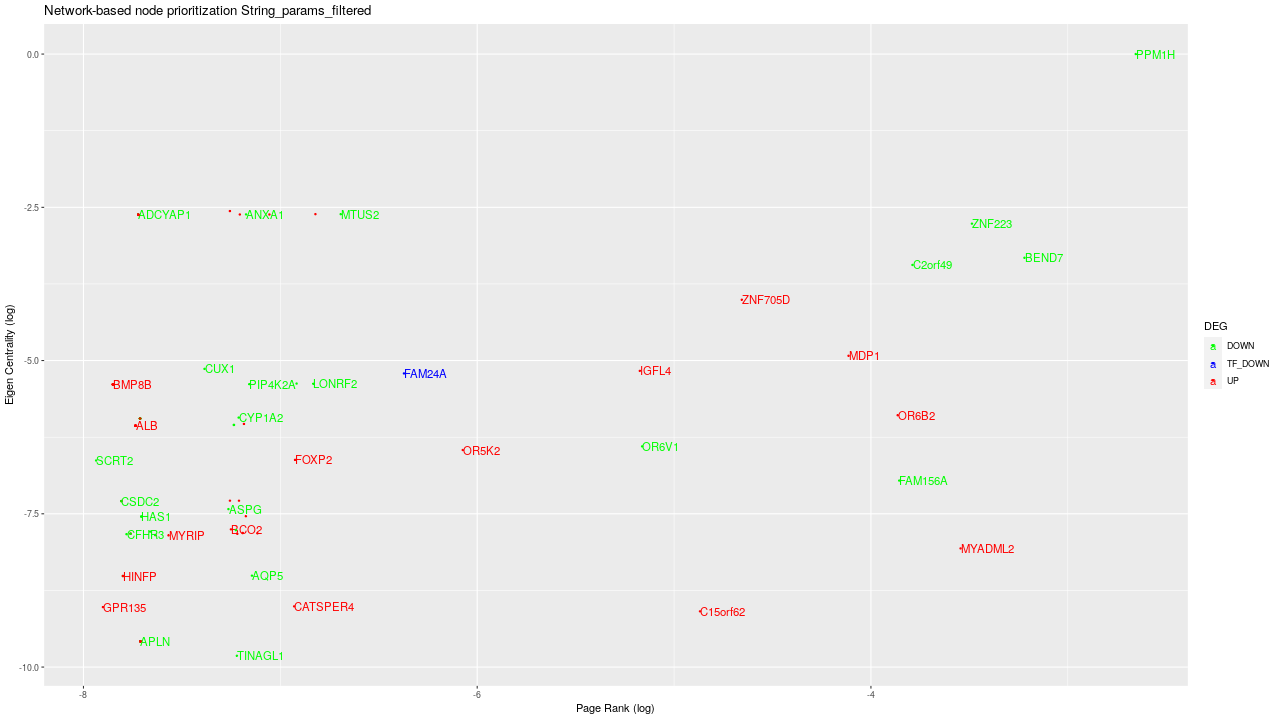 Network-based node prioritization String_params_filtered
0.0
PPM1H
-2.5
ADCYAP1
ANXA1
MTUS2
ZNF223
BEND7
C2orf49
ZNF705D
MDP1
-5.0
CUX1
IGFL4
FAM24A
BMP8B
PIP4K2A
LONRF2
OR6B2
CYP1A2
ALB
OR6V1
OR5K2
SCRT2
FOXP2
FAM156A
CSDC2
ASPG
-7.5
HAS1
BCO2
CFHR3
MYRIP
MYADML2
HINFP
AQP5
GPR135
CATSPER4
C15orf62
APLN
TINAGL1
-10.0
-8
-6
-4
Page Rank (log)
Eigen Centrality (log)
DEG
a DOWN
a TF_DOWN
a UP